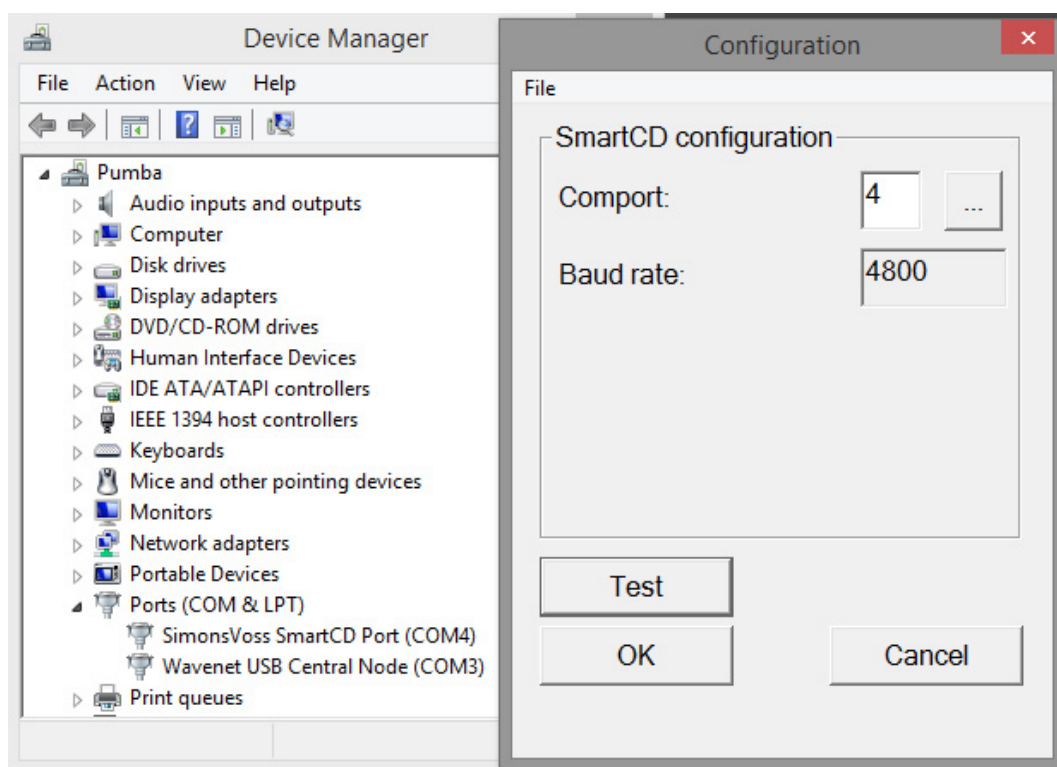 Device Manager
File Action View Help
Pumba
Audio inputs and outputs
Computer
Disk drives
Display adapters
DVD/CD-ROM drives
Human Interface Devices
IDE ATA/ATAPI controllers
IEEE 1394 host controllers
Keyboards
Mice and other pointing devices
Monitors
Network adapters
Portable Devices
Ports (COM & LPT)
SimonsVoss SmartCD Port (COM4)
Wavenet USB Central Node (COM3)
Print queues
Configuration
File
SmartCD configuration
Comport: 4 ...
Baud rate: 4800
Test
OK Cancel